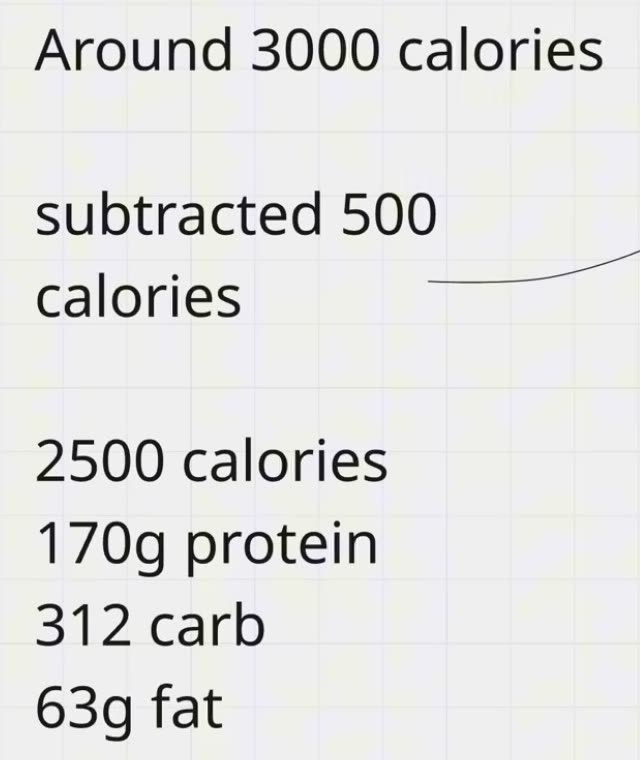 Around 3000 calories
subtracted 500
calories
2500 calories
170g protein
312 carb
63g fat